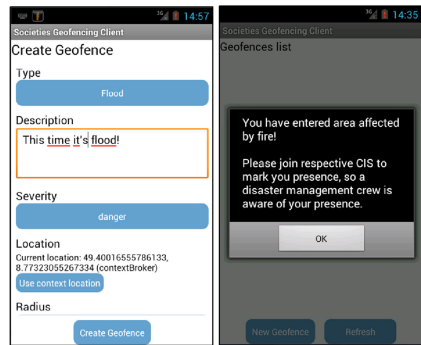 14:57
Societies Geofencing Client
Create Geofence
Type
Flood
Description
This time it's flood!
Severity
danger
Location
Current location: 49.40016555786133,
8.77323055267334 (contextBroker)
Use context location
Radius
Create Geofence
3G 14:35
Societies Geofencing Client
Geofences list
You have entered area affected
by fire!
Please join respective CIS to
mark you presence, so a
disaster management crew is
aware of your presence.
OK
New Geofence
Refresh